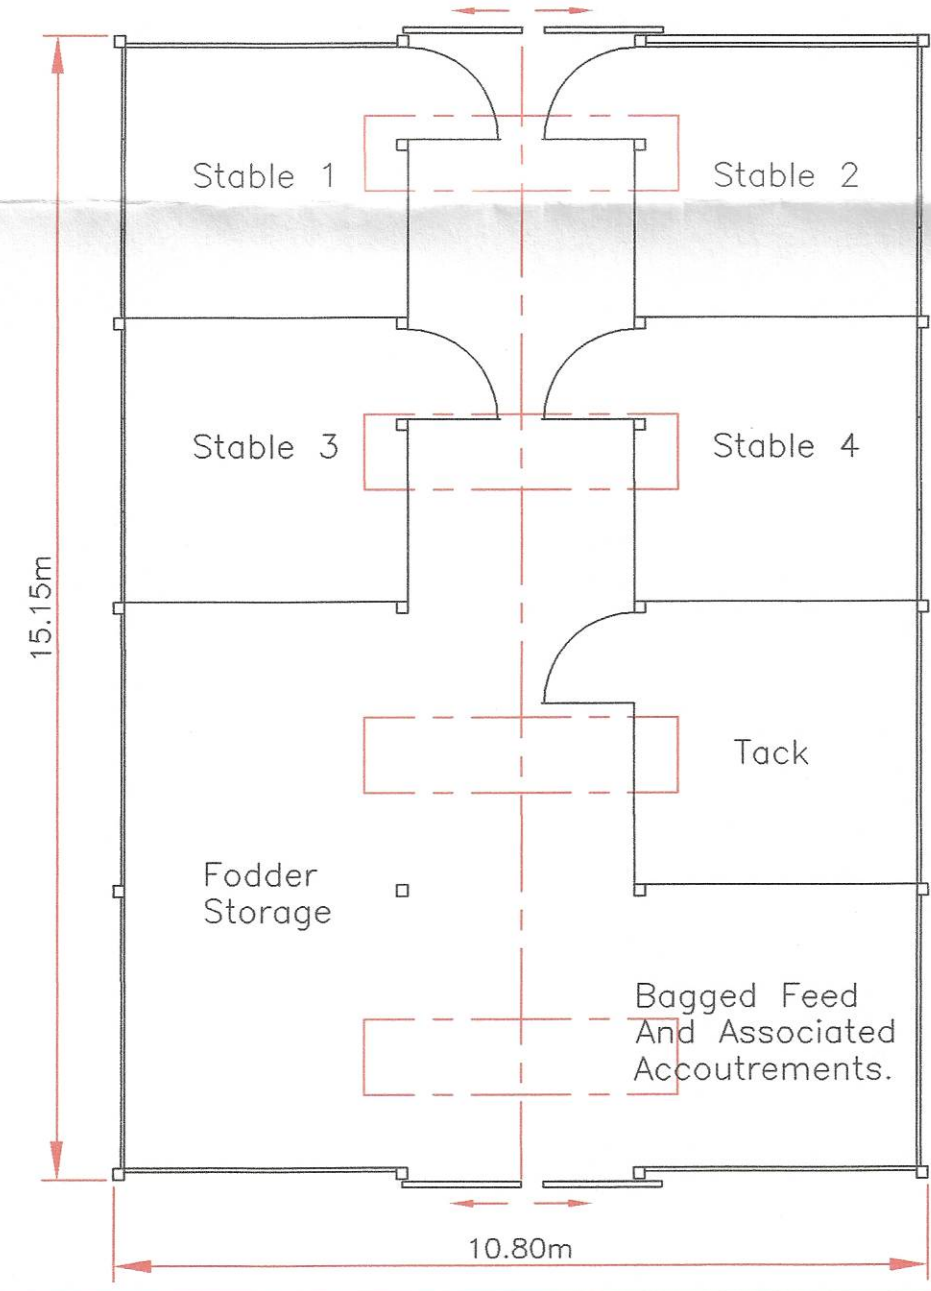 Stable 1
Stable 2
Stable 3
Stable 4
15.15m
Tack
Fodder
Storage
Bagged Feed
And Associated
Accoutrements.
10.80m